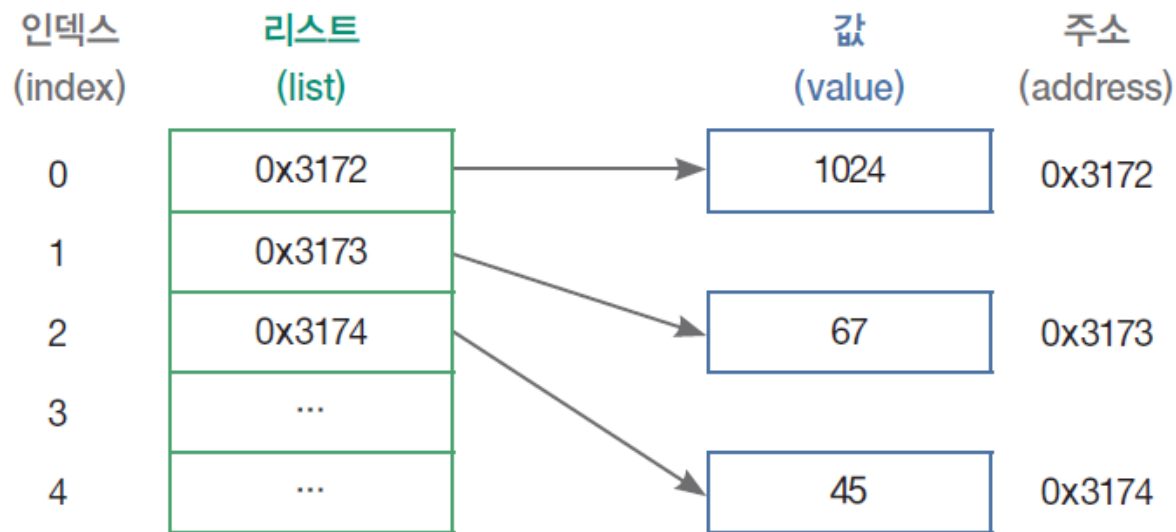 인덱스 리스트 값 주소
(index) (list) (value) (address)
0 0x3172 1024 0x3172
1 0x3173
2 0x3174 67 0x3173
3 ...
4 ... 45 0x3174